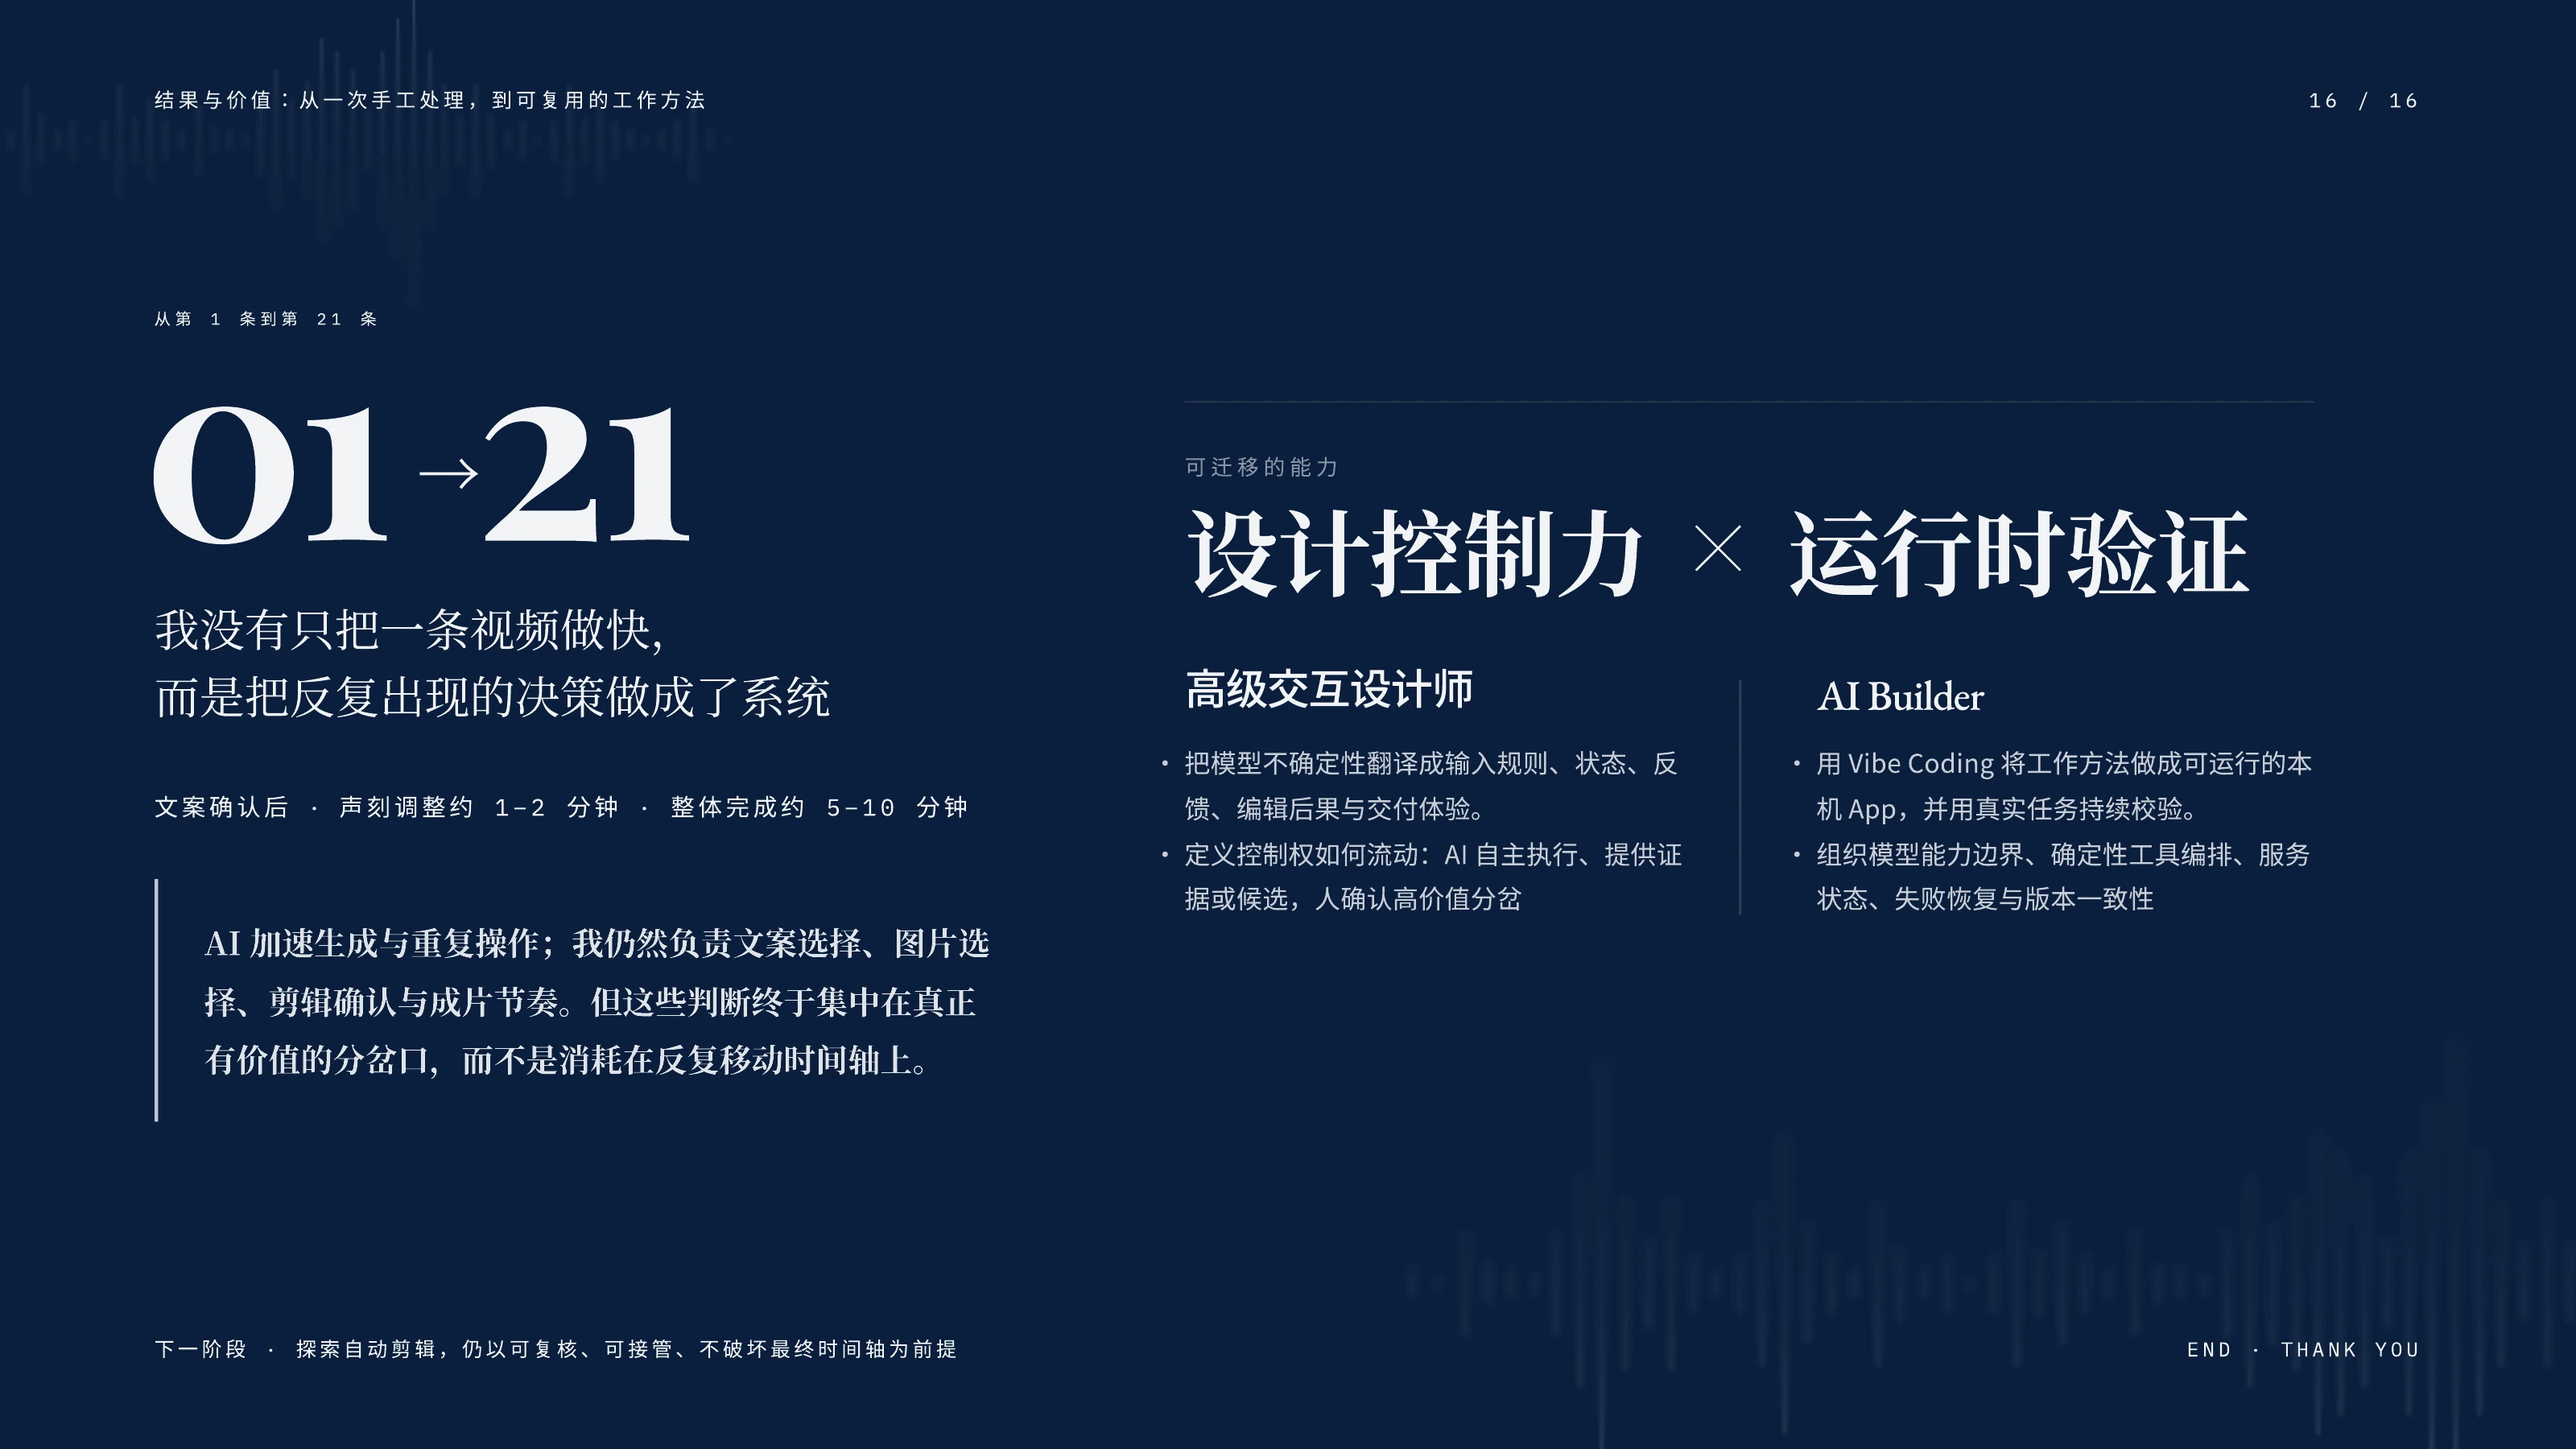 结果与价值：从一次手工处理，到可复用的工作方法
16 / 16
从第 1 条到第 21 条
01→21
我没有只把一条视频做快，
而是把反复出现的决策做成了系统
文案确认后 · 声刻调整约 1–2 分钟 · 整体完成约 5–10 分钟
AI 加速生成与重复操作；我仍然负责文案选择、图片选
择、剪辑确认与成片节奏。但这些判断终于集中在真正
有价值的分岔口，而不是消耗在反复移动时间轴上。
可迁移的能力
设计控制力 × 运行时验证
高级交互设计师
• 把模型不确定性翻译成输入规则、状态、反
馈、编辑后果与交付体验。
• 定义控制权如何流动：AI 自主执行、提供证
据或候选，人确认高价值分岔
AI Builder
• 用 Vibe Coding 将工作方法做成可运行的本
机 App，并用真实任务持续校验。
• 组织模型能力边界、确定性工具编排、服务
状态、失败恢复与版本一致性
下一阶段 · 探索自动剪辑，仍以可复核、可接管、不破坏最终时间轴为前提
END · THANK YOU